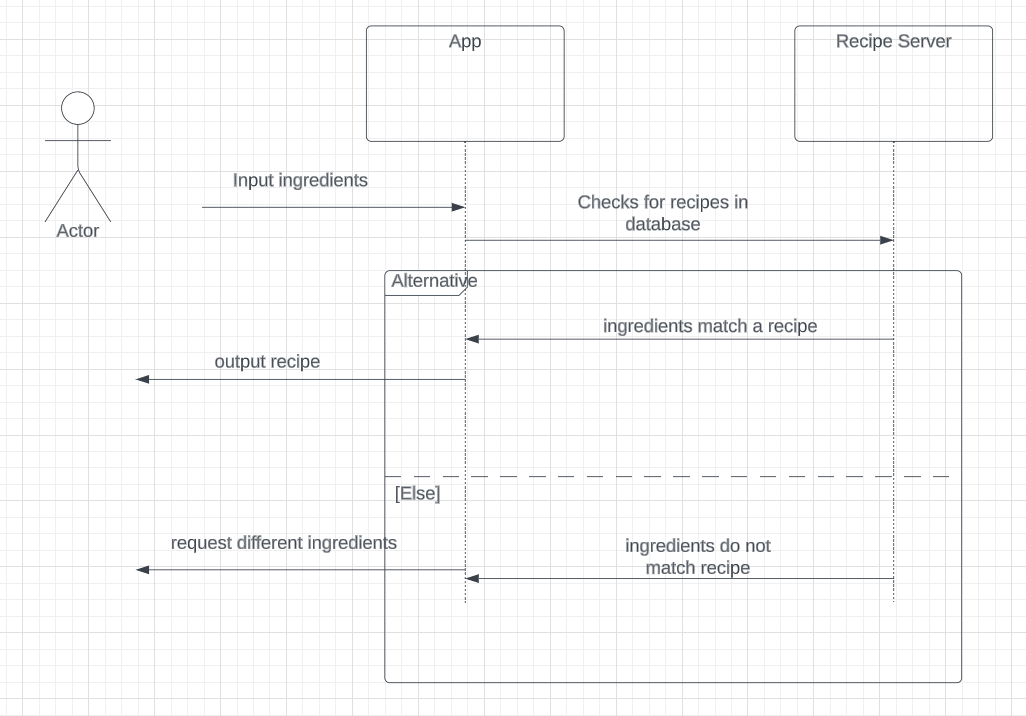 App
Recipe Server
Actor
Input ingredients
Checks for recipes in
database
Alternative
ingredients match a recipe
output recipe
[Else]
request different ingredients
ingredients do not
match recipe